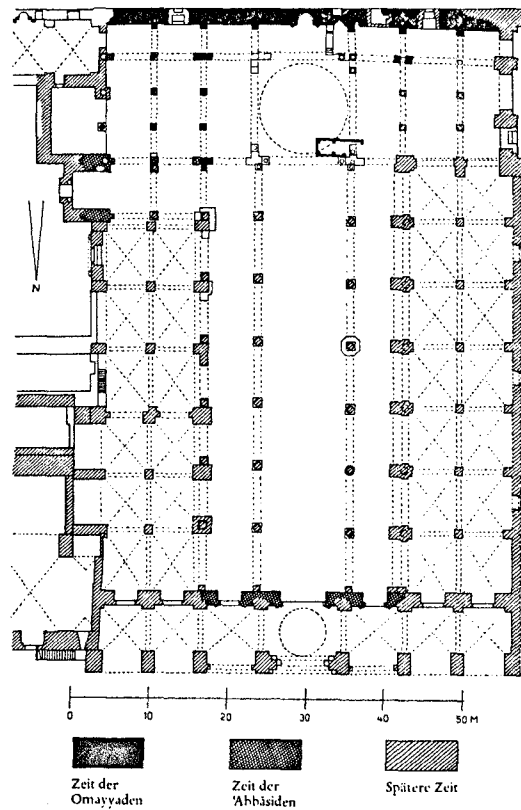 N
0 10 20 30 40 50 M
Zeit der Omayyaden
Zeit der 'Abbāsiden
Spätere Zeit